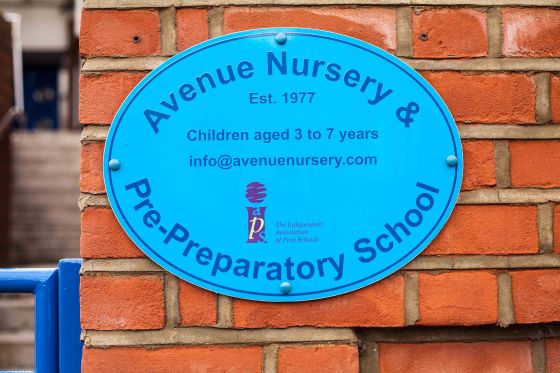 Avenue Nursery &
Est. 1977
Children aged 3 to 7 years
info@avenuenursery.com
iaps
The Independent
Association
of Prep Schools
Pre-Preparatory School